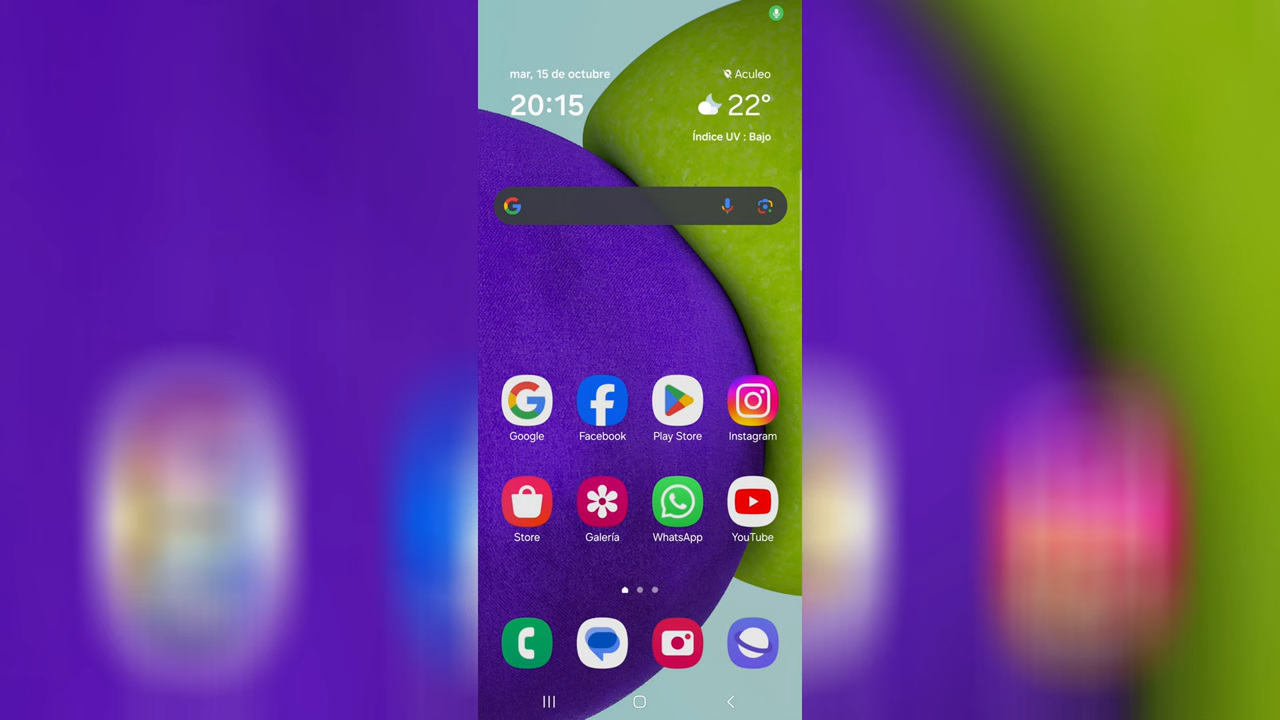 mar, 15 de octubre
Aculeo
20:15
22°
Índice UV : Bajo
Google
Facebook
Play Store
Instagram
Store
Galería
WhatsApp
YouTube